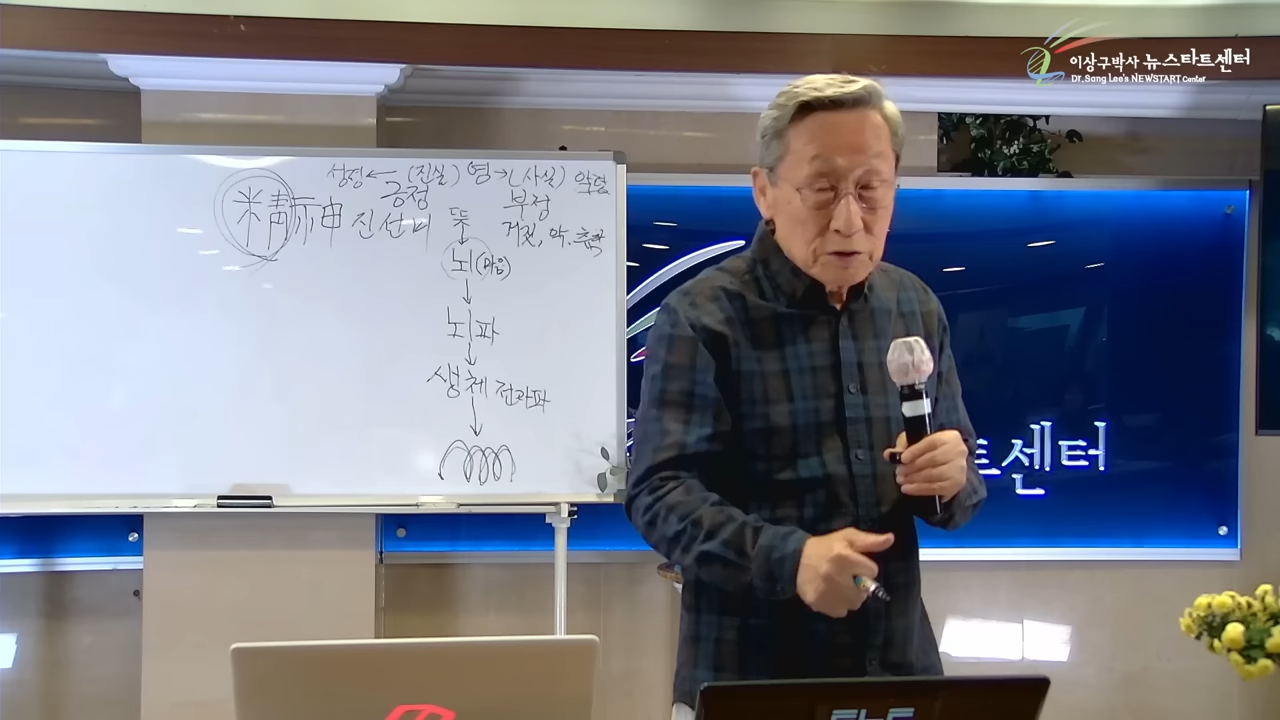 이상구박사 뉴스타트센터
Dr. Sang Lee's NEWSTART Center
성령 ← (진실) (영 → (사실) 악령
긍정 부정
精神 진선미 뜻 거짓, 악. 추
뇌(마음)
뇌파
생체 전자파
트센터